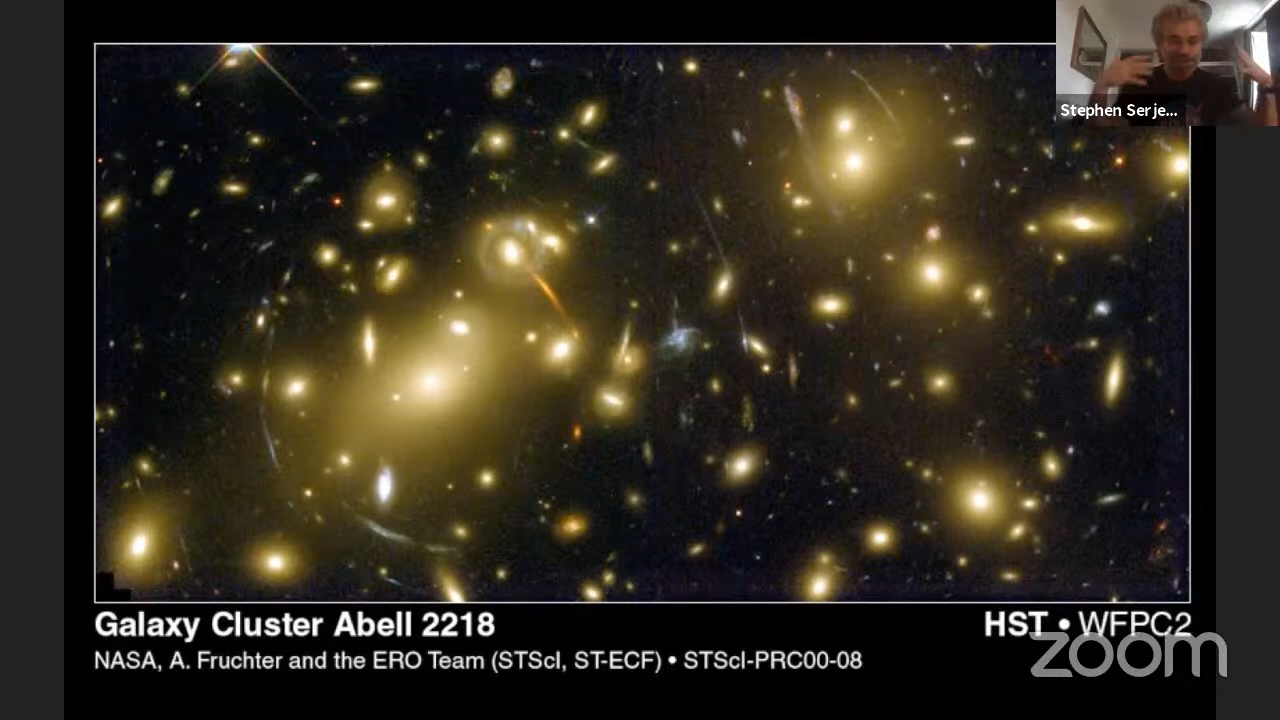 Stephen Serje...
Galaxy Cluster Abell 2218
HST • WFPC2
NASA, A. Fruchter and the ERO Team (STScI, ST-ECF) • STScI-PRC00-08
zoom